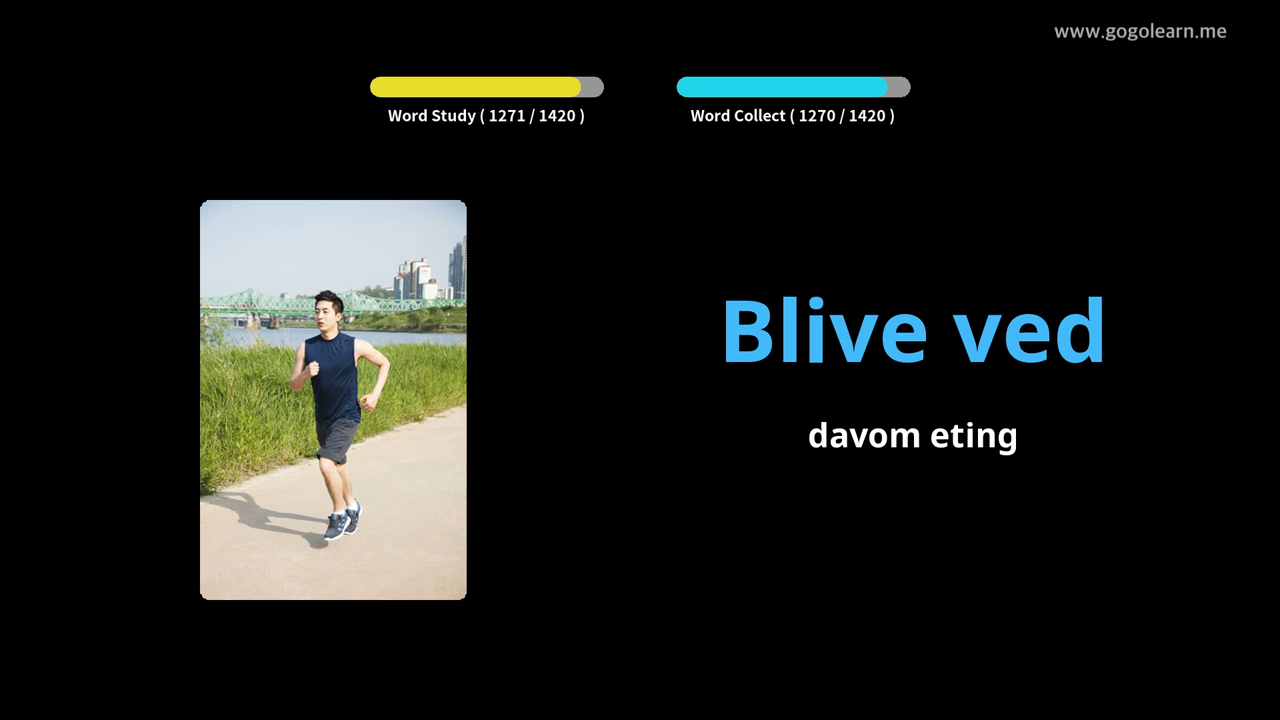 www.gogolearn.me
Word Study ( 1271 / 1420 )
Word Collect ( 1270 / 1420 )
Blive ved
davom eting